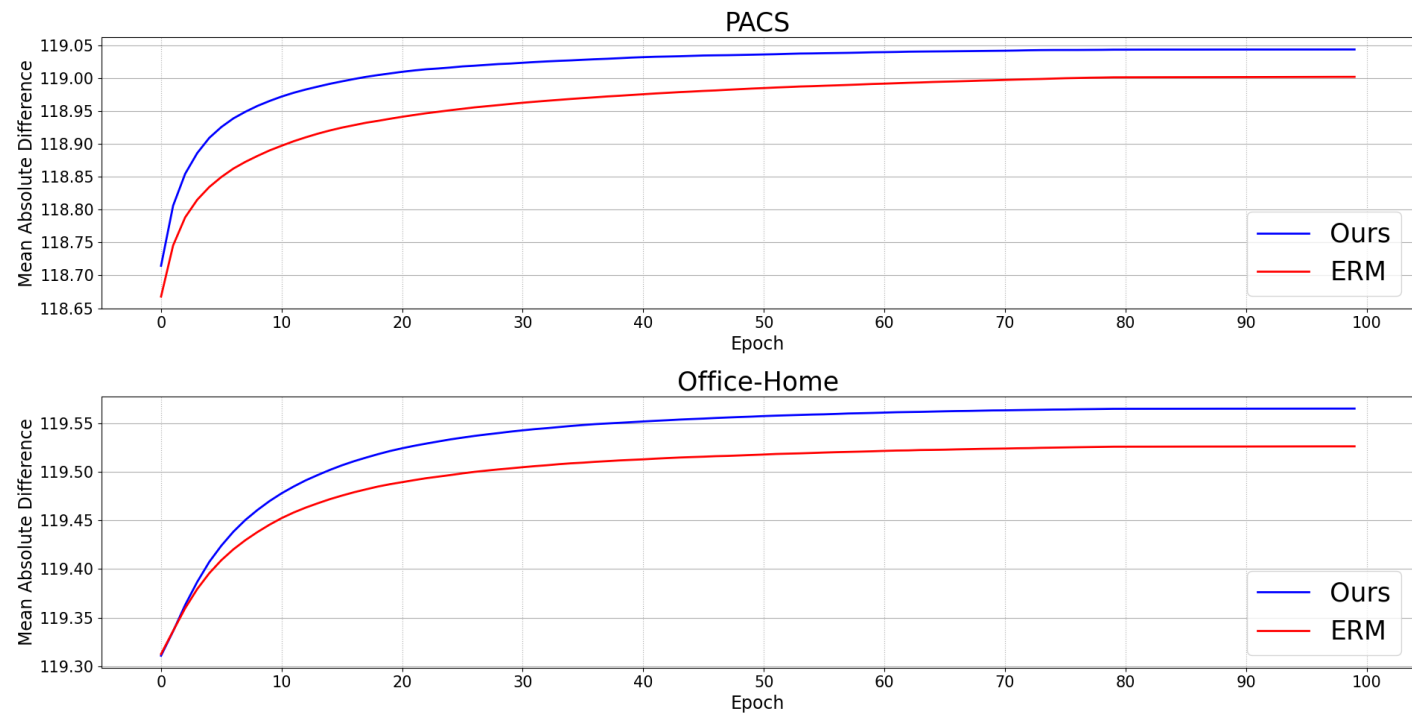 PACS
Mean Absolute Difference
119.05
119.00
118.95
118.90
118.85
118.80
118.75
118.70
118.65
Ours
ERM
0 10 20 30 40 50 60 70 80 90 100
Epoch
Office-Home
Mean Absolute Difference
119.55
119.50
119.45
119.40
119.35
119.30
Ours
ERM
0 10 20 30 40 50 60 70 80 90 100
Epoch